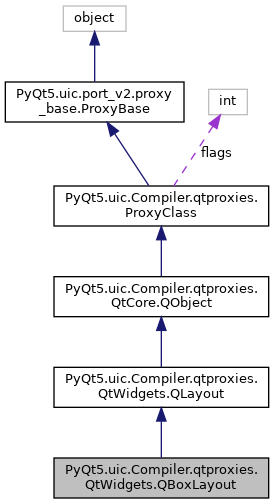 object
PyQt5.uic.port_v2.proxy
_base.ProxyBase
int
flags
PyQt5.uic.Compiler.qtproxies.
ProxyClass
PyQt5.uic.Compiler.qtproxies.
QtCore.QObject
PyQt5.uic.Compiler.qtproxies.
QtWidgets.QLayout
PyQt5.uic.Compiler.qtproxies.
QtWidgets.QBoxLayout